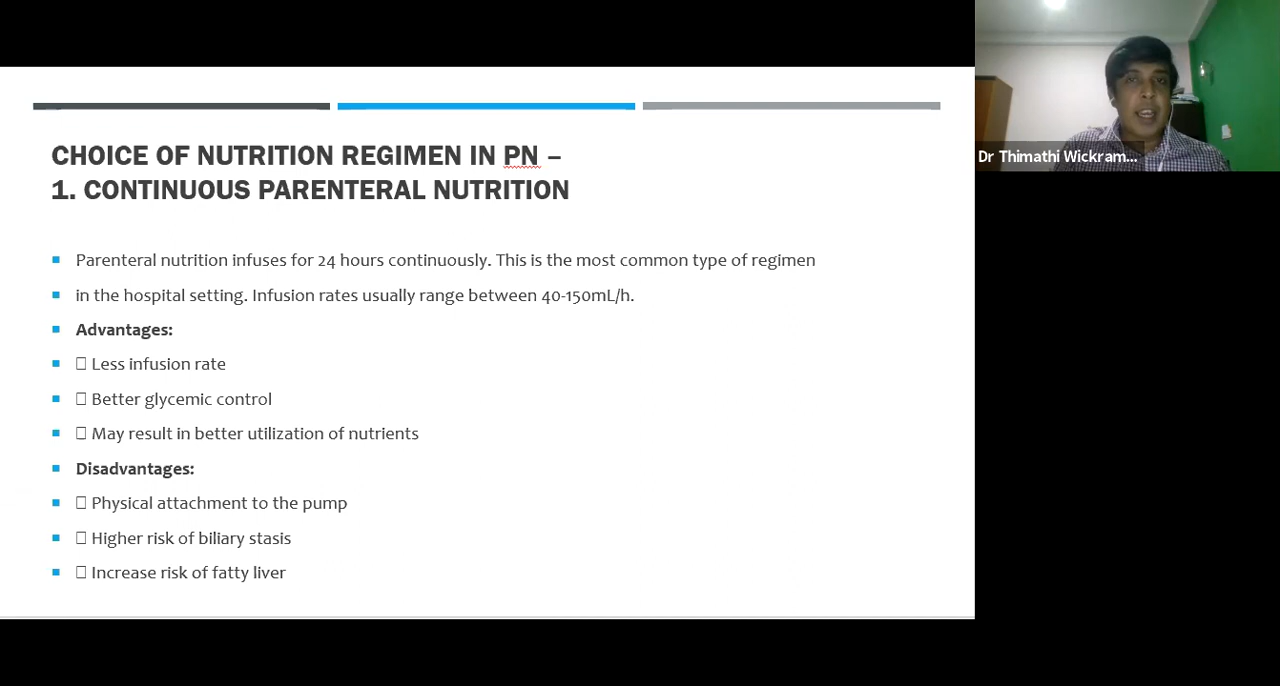 CHOICE OF NUTRITION REGIMEN IN PN –
1. CONTINUOUS PARENTERAL NUTRITION
Parenteral nutrition infuses for 24 hours continuously. This is the most common type of regimen
in the hospital setting. Infusion rates usually range between 40-150mL/h.
Advantages:
Less infusion rate
Better glycemic control
May result in better utilization of nutrients
Disadvantages:
Physical attachment to the pump
Higher risk of biliary stasis
Increase risk of fatty liver
Dr Thimathi Wickram...